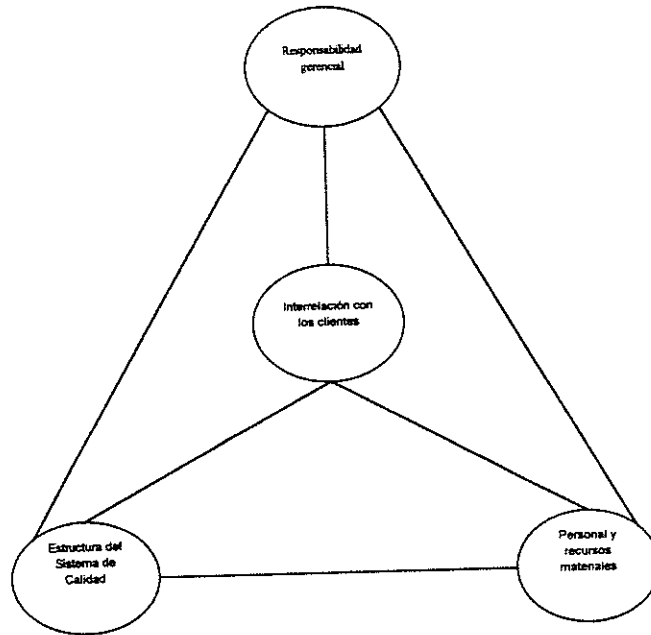 Responsabilidad
gerencial
Interrelación con
los clientes
Estructura del
Sistema de
Calidad
Personal y
recursos
materiales